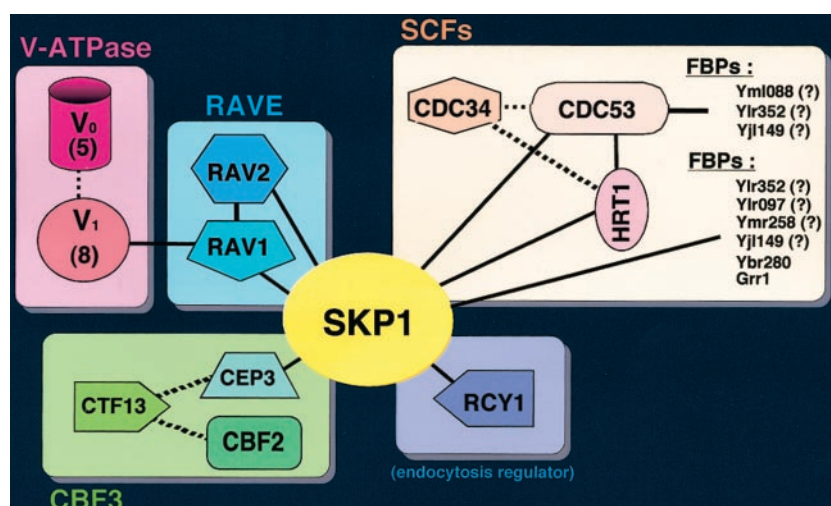 V-ATPase
V₀
(5)
V₁
(8)
RAVE
RAV2
RAV1
SCFs
CDC34
CDC53
HRT1
FBPs :
Yml088 (?)
Ylr352 (?)
Yjl149 (?)
FBPs :
Ylr352 (?)
Ylr097 (?)
Ymr258 (?)
Yjl149 (?)
Ybr280
Grr1
SKP1
CTF13
CEP3
CBF2
CBF3
RCY1
(endocytosis regulator)